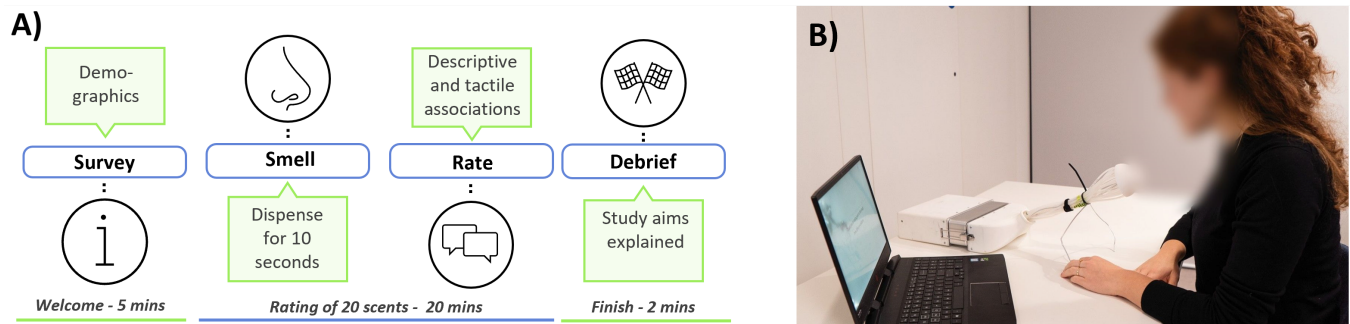 A)
Demo-
graphics
Survey
Welcome - 5 mins
Smell
Dispense
for 10
seconds
Descriptive
and tactile
associations
Rate
Rating of 20 scents - 20 mins
Debrief
Study aims
explained
Finish - 2 mins
B)